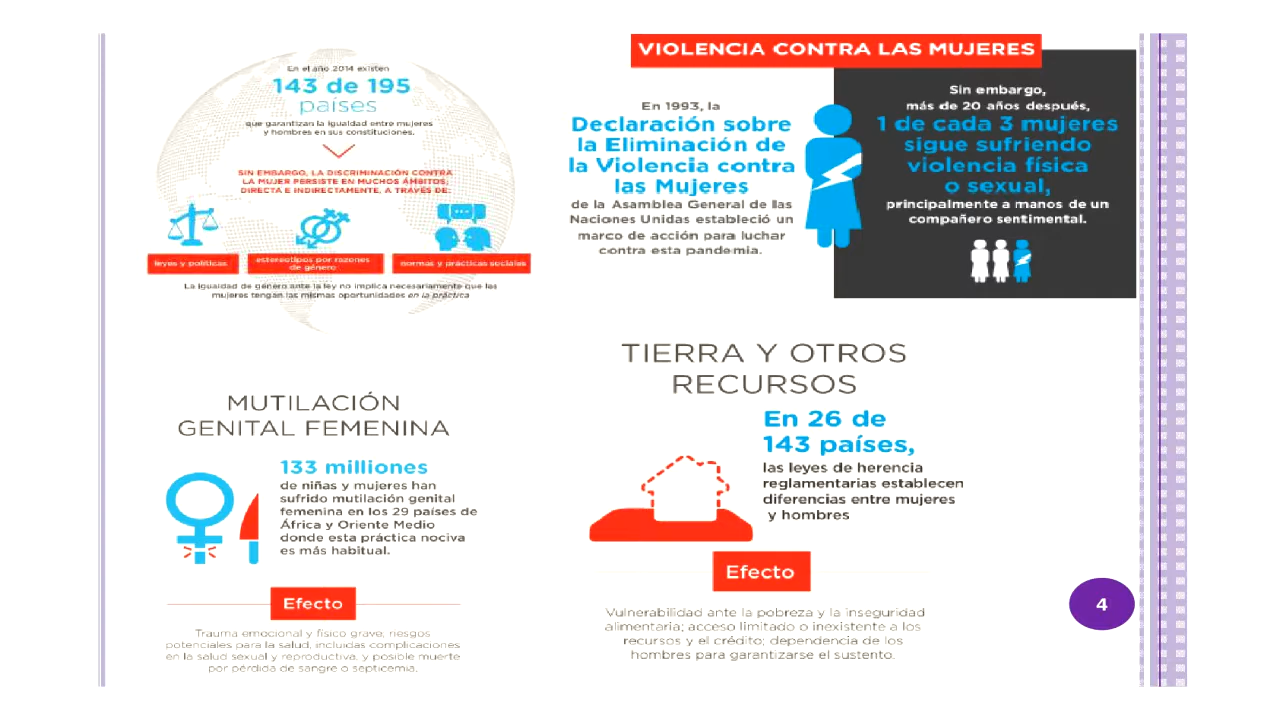 En el año 2014 existen
143 de 195
países
que garantizan la igualdad entre mujeres
y hombres en sus constituciones.
SIN EMBARGO, LA DISCRIMINACIÓN CONTRA
LA MUJER PERSISTE EN MUCHOS ÁMBITOS,
DIRECTA E INDIRECTAMENTE, A TRAVÉS DE:
leyes y políticas
estereotipos por razones
de género
normas y prácticas sociales
La igualdad de género ante la ley no implica necesariamente que las
mujeres tengan las mismas oportunidades en la práctica
VIOLENCIA CONTRA LAS MUJERES
En 1993, la
Declaración sobre
la Eliminación de
la Violencia contra
las Mujeres
de la Asamblea General de las
Naciones Unidas estableció un
marco de acción para luchar
contra esta pandemia.
Sin embargo,
más de 20 años después,
1 de cada 3 mujeres
sigue sufriendo
violencia física
o sexual,
principalmente a manos de un
compañero sentimental.
MUTILACIÓN
GENITAL FEMENINA
133 milliones
de niñas y mujeres han
sufrido mutilación genital
femenina en los 29 países de
África y Oriente Medio
donde esta práctica nociva
es más habitual.
Efecto
Trauma emocional y físico grave; riesgos
potenciales para la salud, incluidas complicaciones
en la salud sexual y reproductiva, y posible muerte
por pérdida de sangre o septicemia.
TIERRA Y OTROS
RECURSOS
En 26 de
143 países,
las leyes de herencia
reglamentarias establecen
diferencias entre mujeres
y hombres
Efecto
Vulnerabilidad ante la pobreza y la inseguridad
alimentaria; acceso limitado o inexistente a los
recursos y el crédito; dependencia de los
hombres para garantizarse el sustento.
4